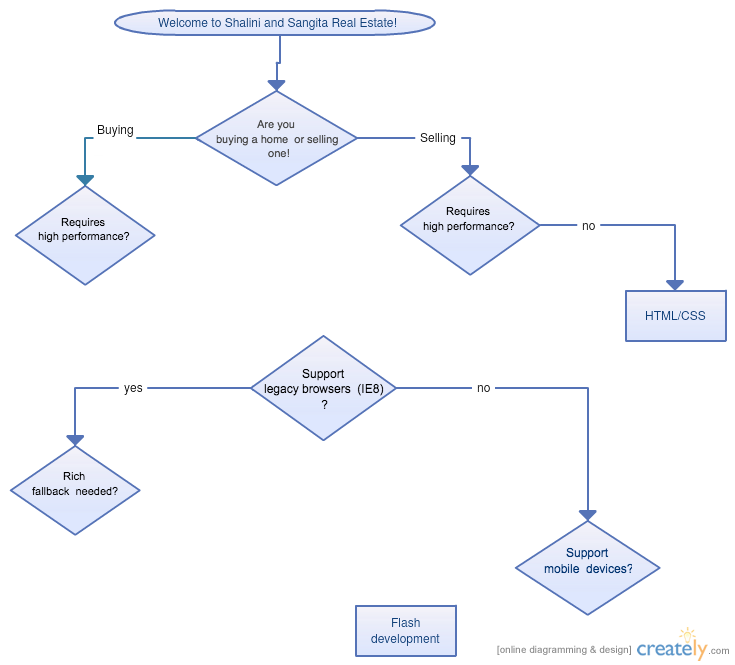 Welcome to Shalini and Sangita Real Estate!
Are you
buying a home or selling
one!
Buying
Selling
Requires
high performance?
Requires
high performance?
no
HTML/CSS
Support
legacy browsers (IE8)
?
yes
no
Rich
fallback needed?
Support
mobile devices?
Flash
development
[online diagramming & design] creately.com